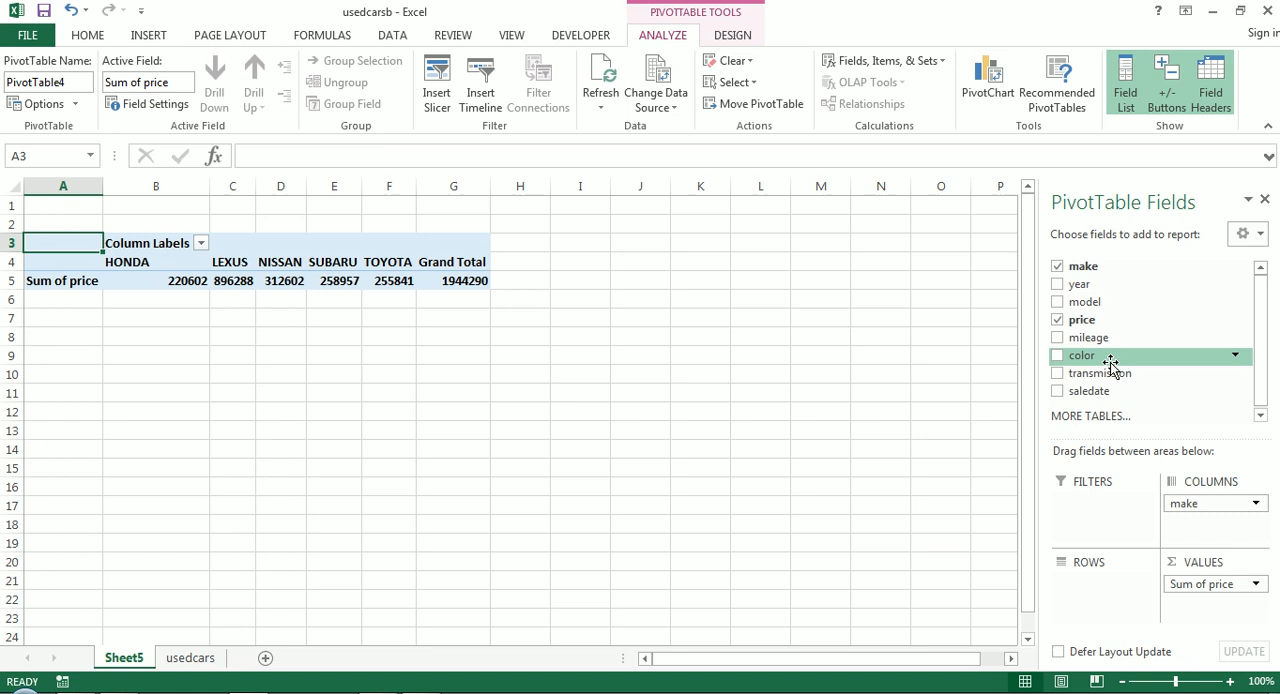 usedcarsb - Excel
PIVOTTABLE TOOLS
?
FILE HOME INSERT PAGE LAYOUT FORMULAS DATA REVIEW VIEW DEVELOPER ANALYZE DESIGN
Sign in
PivotTable Name:
PivotTable4
Options
PivotTable
Active Field:
Sum of price
Field Settings
Drill Down
Drill Up
Active Field
Group Selection
Ungroup
Group Field
Group
Insert Slicer
Insert Timeline
Filter Connections
Filter
Refresh
Change Data Source
Data
Clear
Select
Move PivotTable
Actions
Fields, Items, & Sets
OLAP Tools
Relationships
Calculations
PivotChart
Recommended PivotTables
Tools
Field List
+/- Buttons
Field Headers
Show
A3
fx
A B C D E F G H I J K L M N O P
1
2
3 Column Labels
4 HONDA LEXUS NISSAN SUBARU TOYOTA Grand Total
5 Sum of price 220602 896288 312602 258957 255841 1944290
6
7
8
9
10
11
12
13
14
15
16
17
18
19
20
21
22
23
24
PivotTable Fields
Choose fields to add to report:
make
year
model
price
mileage
color
transmission
saledate
MORE TABLES...
Drag fields between areas below:
FILTERS
COLUMNS
make
ROWS
Σ VALUES
Sum of price
Defer Layout Update
UPDATE
Sheet5 usedcars
READY
100%